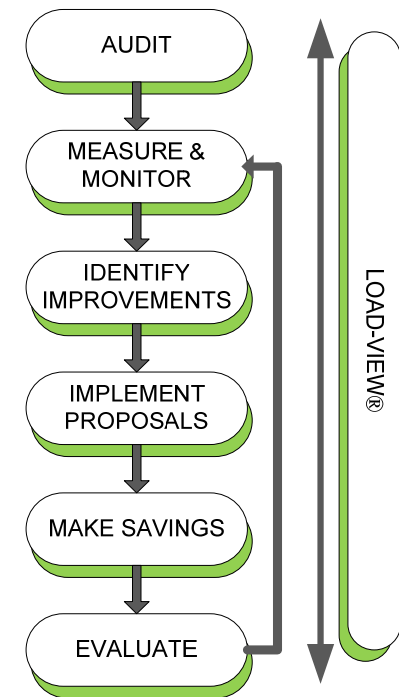 AUDIT
MEASURE &
MONITOR
IDENTIFY
IMPROVEMENTS
IMPLEMENT
PROPOSALS
MAKE SAVINGS
EVALUATE
LOAD-VIEW®